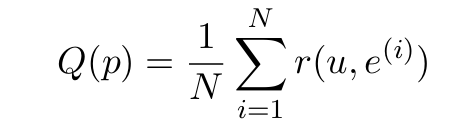 Q(p) = \frac{1}{N} \sum_{i=1}^{N} r(u, e^{(i)})